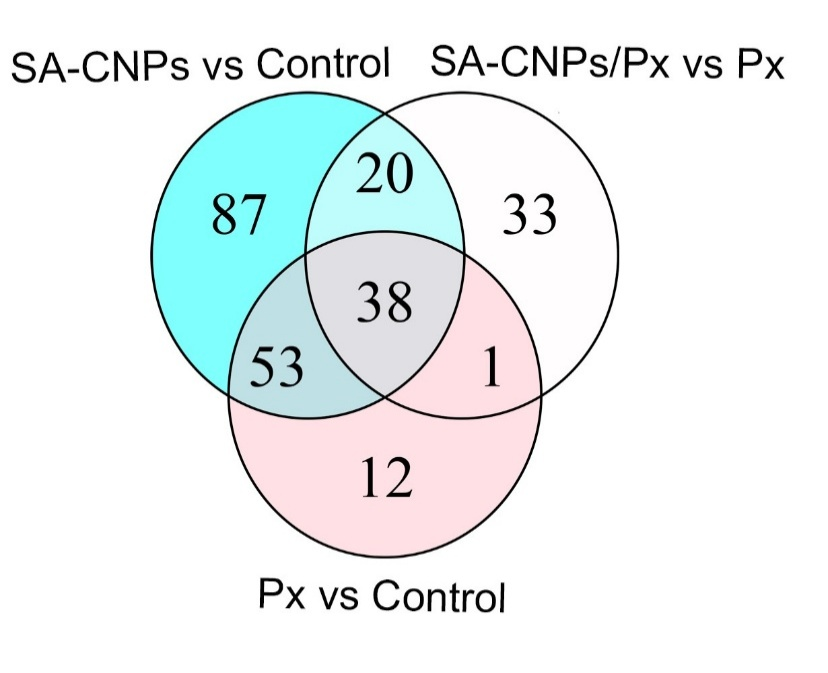 SA-CNPs vs Control SA-CNPs/Px vs Px
20
87 33
38
53 1
12
Px vs Control